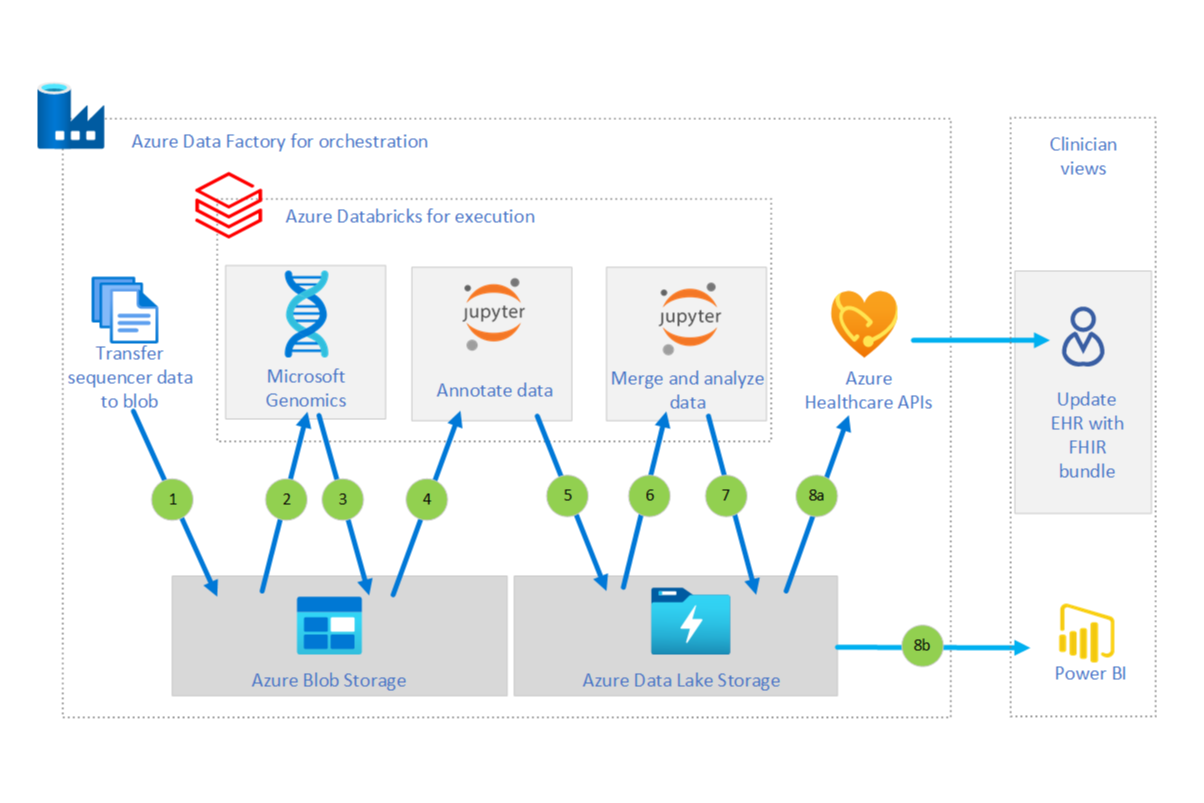 Azure Data Factory for orchestration
Clinician
views
Azure Databricks for execution
jupyter
jupyter
Transfer
sequencer data
to blob
Microsoft
Genomics
Annotate data
Merge and analyze
data
Azure
Healthcare APIs
Update
EHR with
FHIR
bundle
1
2
3
4
5
6
7
8a
Azure Blob Storage
Azure Data Lake Storage
8b
Power BI